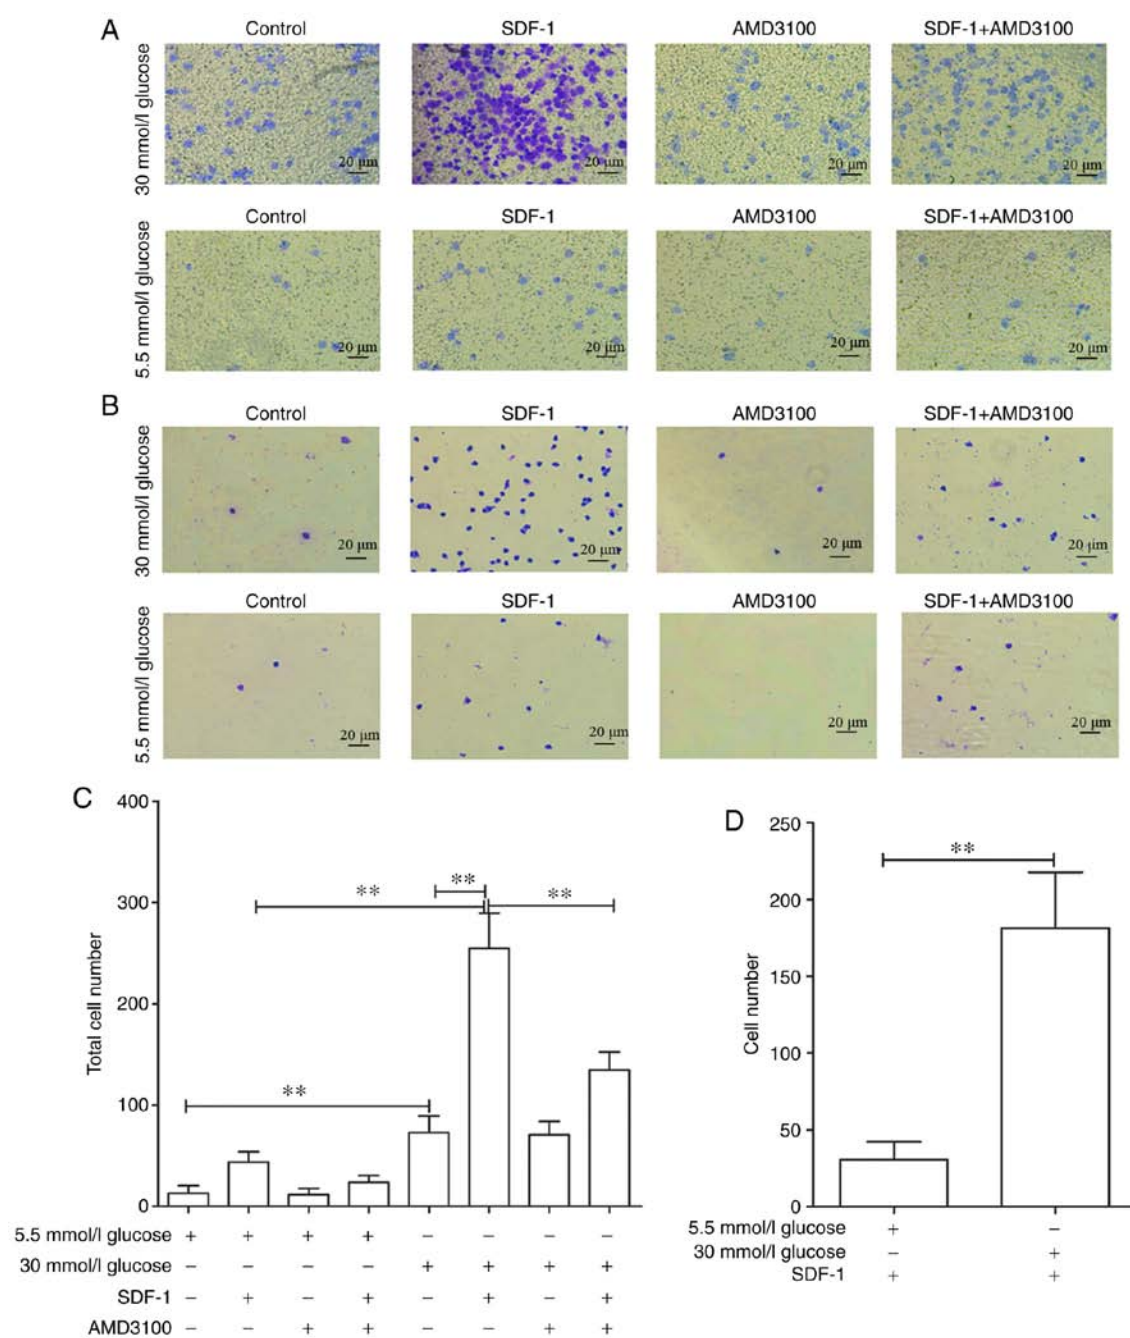 A
Control SDF-1 AMD3100 SDF-1+AMD3100
30 mmol/l glucose
20 μm 20 μm 20 μm 20 μm
Control SDF-1 AMD3100 SDF-1+AMD3100
5.5 mmol/l glucose
20 μm 20 μm 20 μm 20 μm
B
Control SDF-1 AMD3100 SDF-1+AMD3100
30 mmol/l glucose
20 μm 20 μm 20 μm 20 μm
Control SDF-1 AMD3100 SDF-1+AMD3100
5.5 mmol/l glucose
20 μm 20 μm 20 μm 20 μm
C
Total cell number
400
300
200
100
0
** ** ** **
5.5 mmol/l glucose + + + + − − − −
30 mmol/l glucose − − − − + + + +
SDF-1 − + − + − + − +
AMD3100 − − + + − − + +
D
Cell number
250
200
150
100
50
0
**
5.5 mmol/l glucose + −
30 mmol/l glucose − +
SDF-1 + +